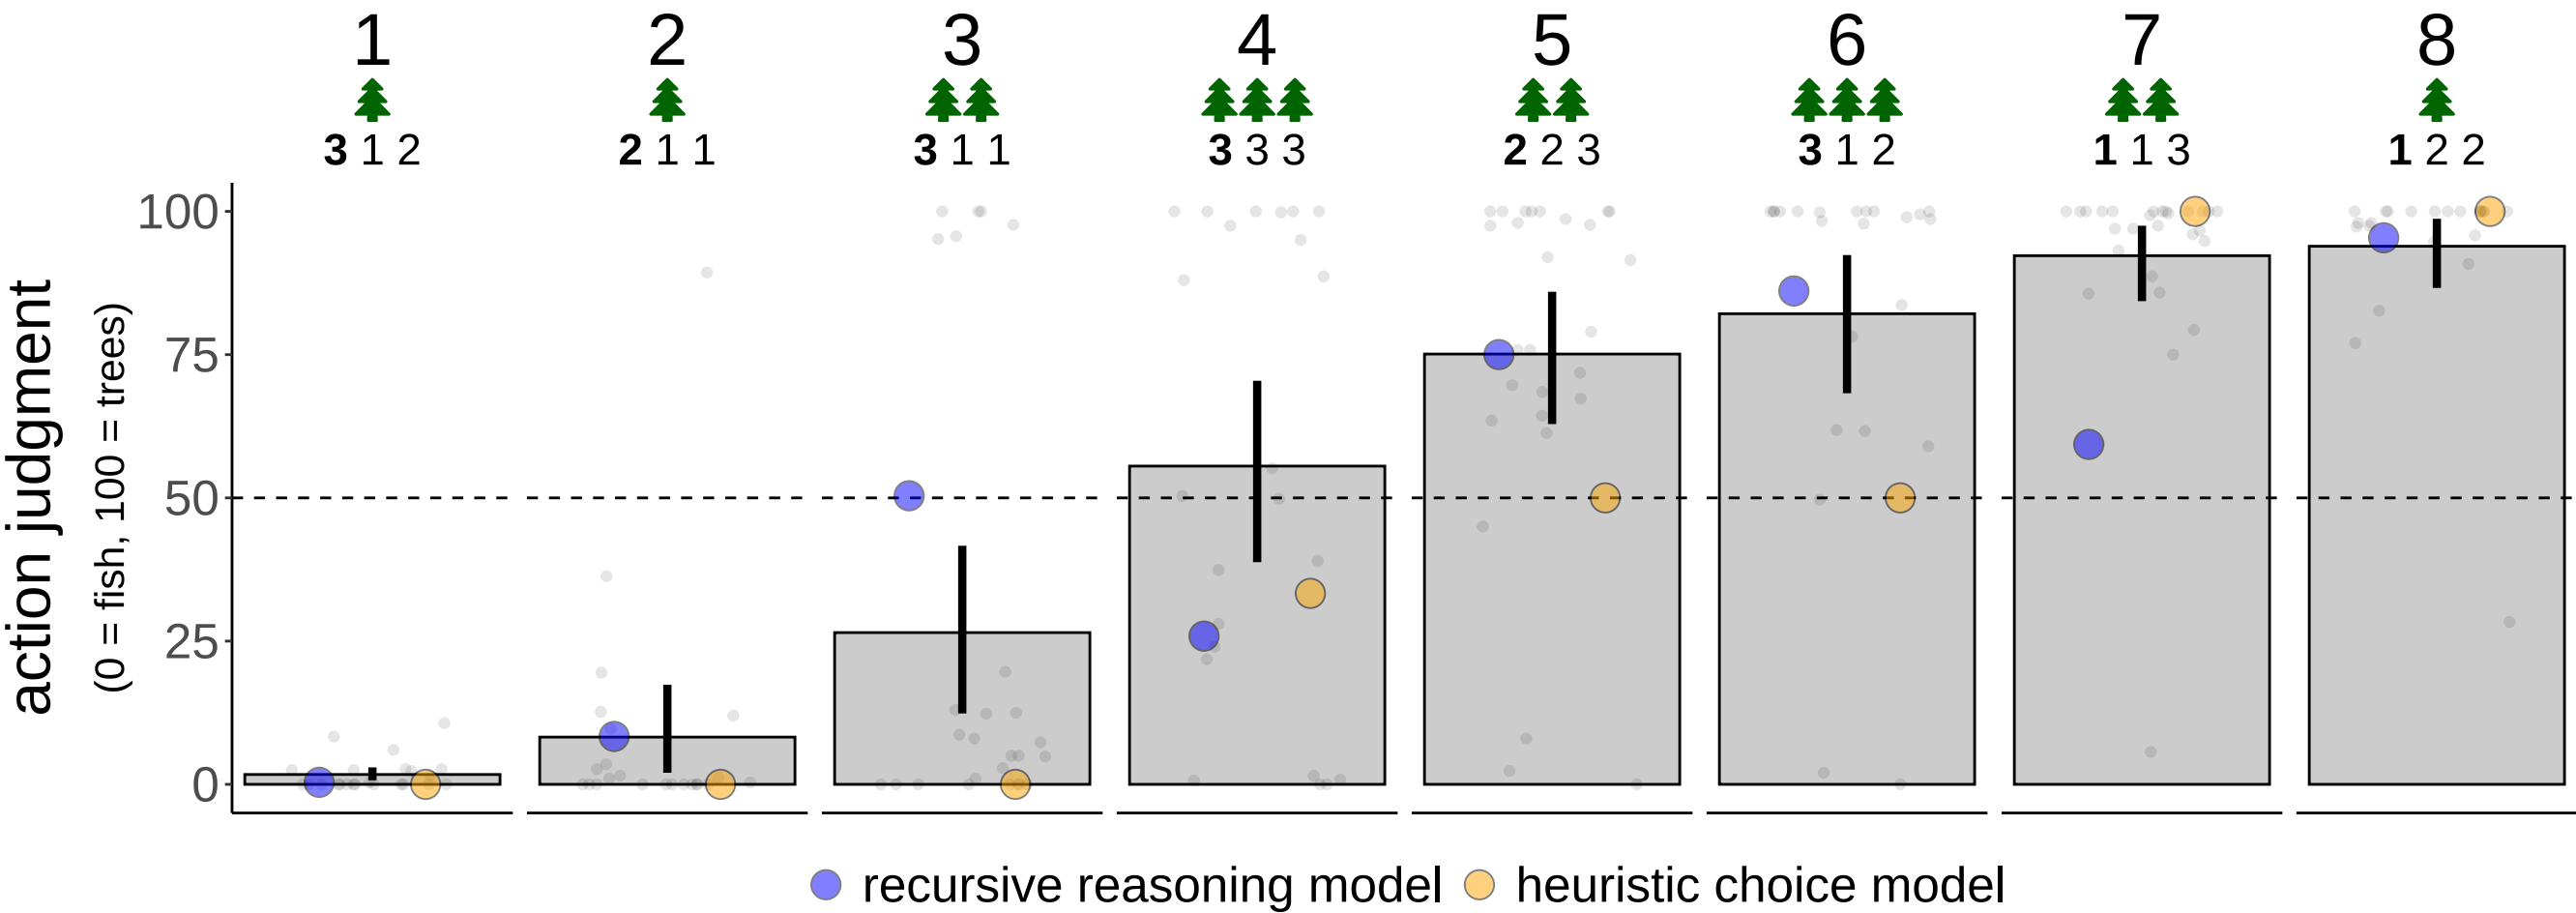 1 2 3 4 5 6 7 8
3 1 2 2 1 1 3 1 1 3 3 3 2 2 3 3 1 2 1 1 3 1 2 2
100
75
50
25
0
action judgment
(0 = fish, 100 = trees)
recursive reasoning model heuristic choice model